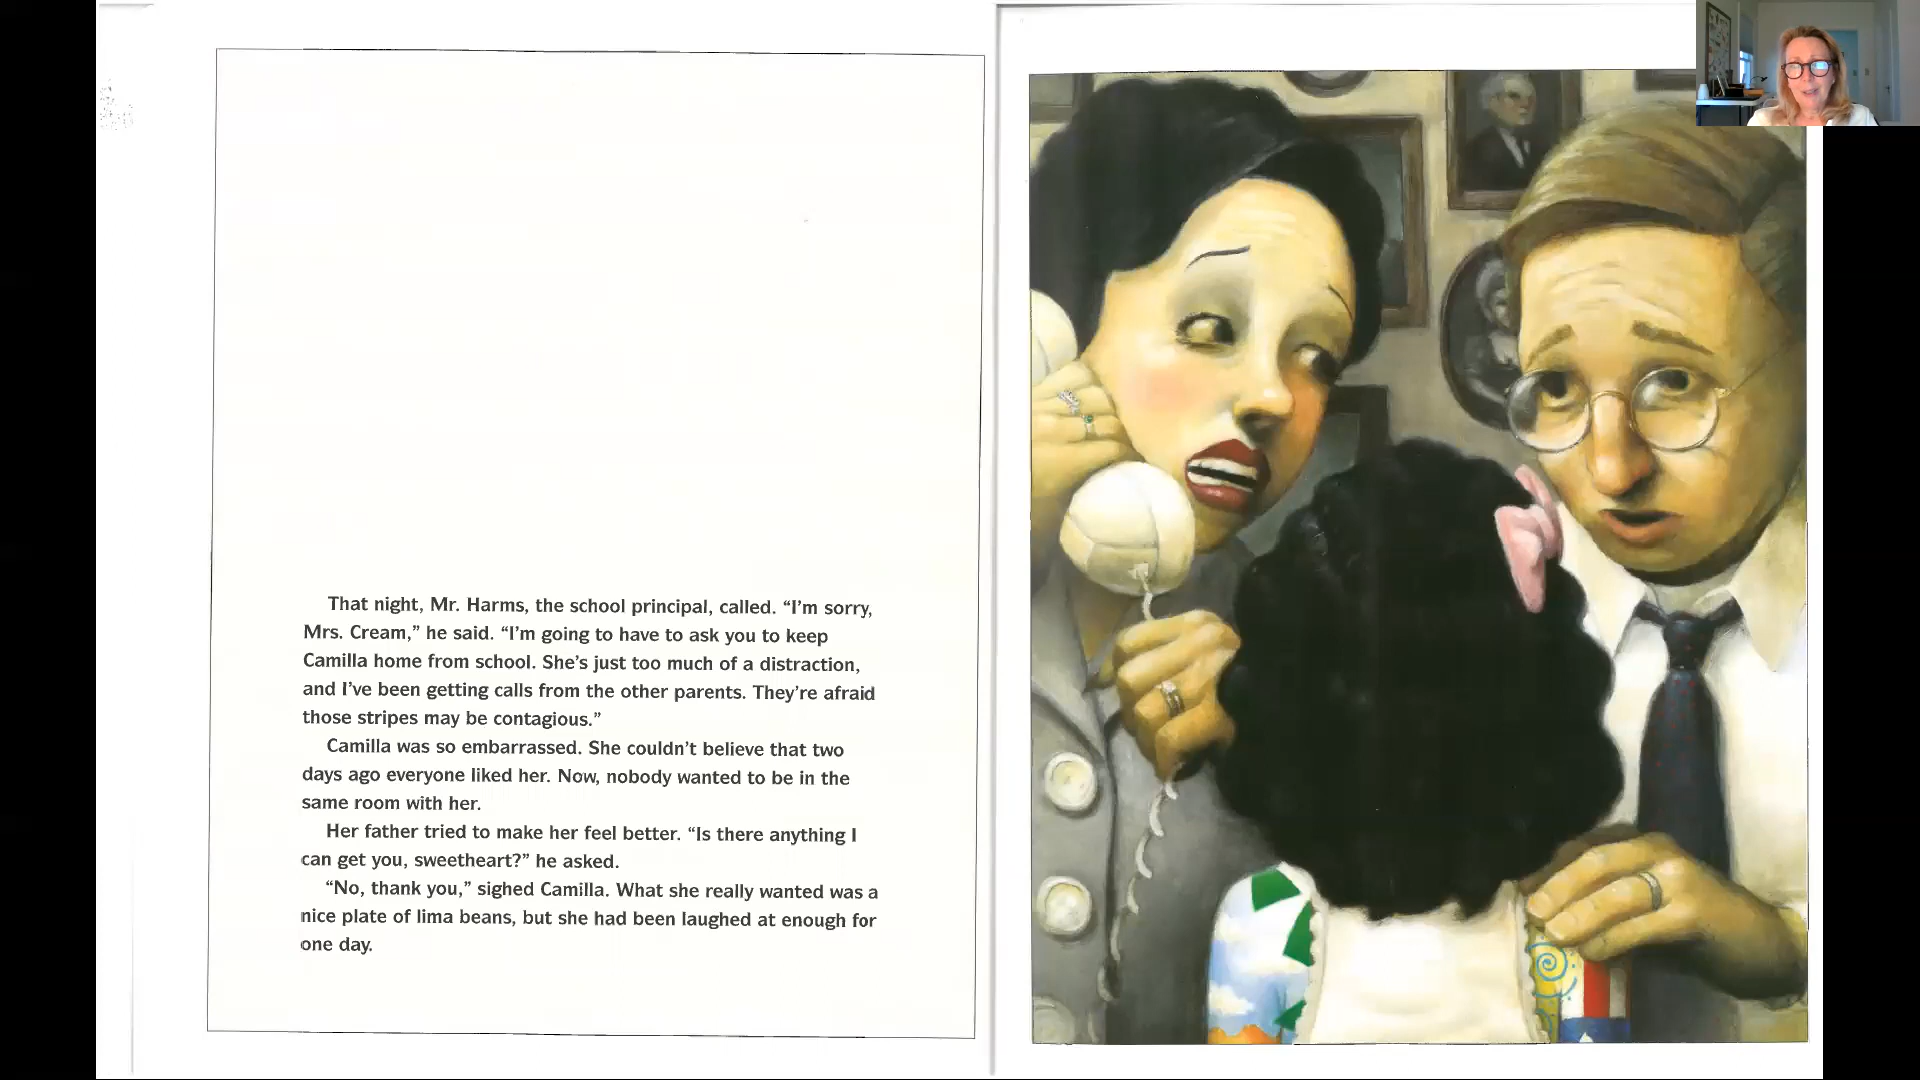 That night, Mr. Harms, the school principal, called. “I’m sorry,
Mrs. Cream,” he said. “I’m going to have to ask you to keep
Camilla home from school. She’s just too much of a distraction,
and I’ve been getting calls from the other parents. They’re afraid
those stripes may be contagious.”
Camilla was so embarrassed. She couldn’t believe that two
days ago everyone liked her. Now, nobody wanted to be in the
same room with her.
Her father tried to make her feel better. “Is there anything I
can get you, sweetheart?” he asked.
“No, thank you,” sighed Camilla. What she really wanted was a
nice plate of lima beans, but she had been laughed at enough for
one day.